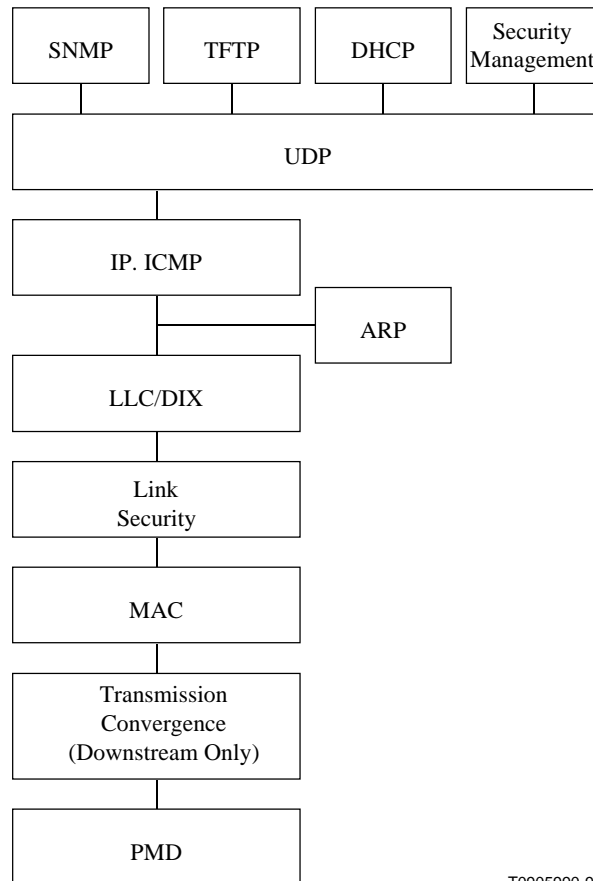 SNMP
TFTP
DHCP
Security
Management
UDP
IP. ICMP
ARP
LLC/DIX
Link
Security
MAC
Transmission
Convergence
(Downstream Only)
PMD